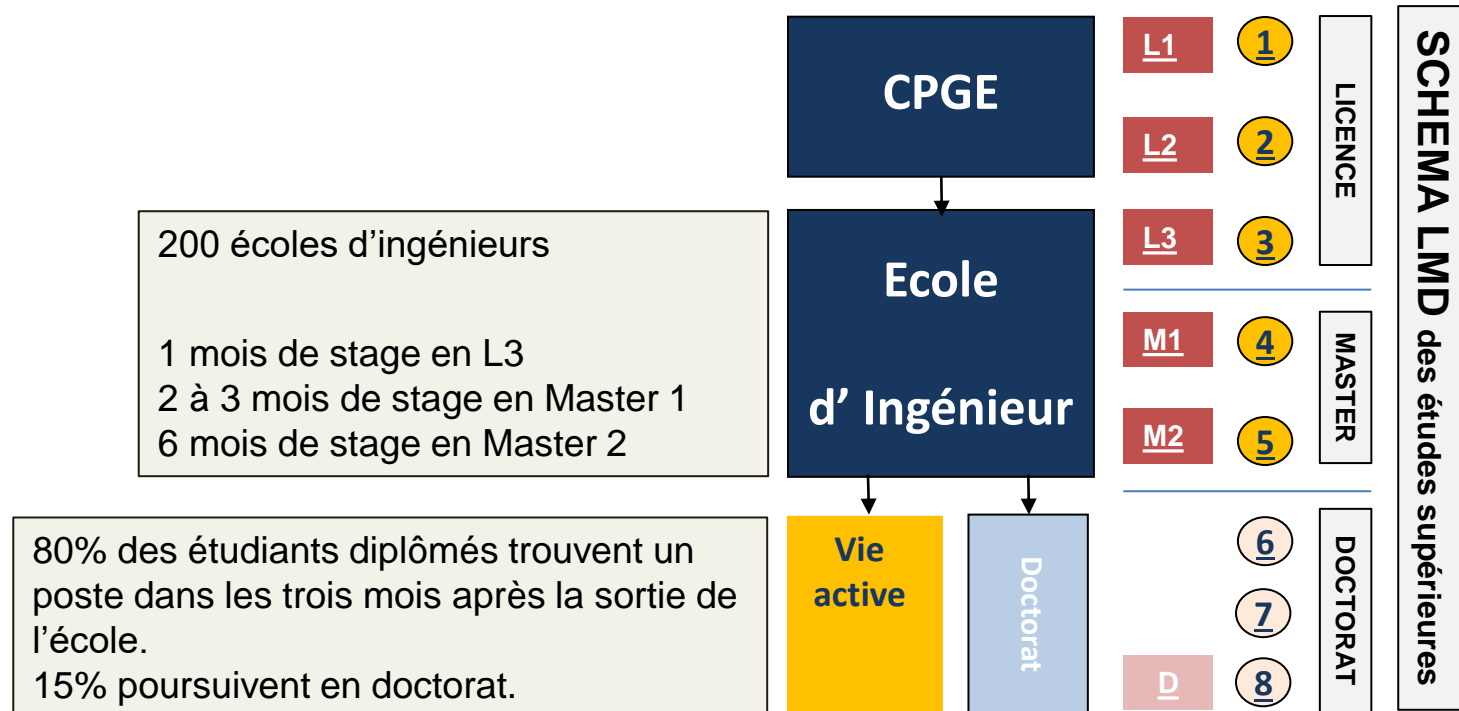 CPGE
Ecole
d’ Ingénieur
200 écoles d’ingénieurs
1 mois de stage en L3
2 à 3 mois de stage en Master 1
6 mois de stage en Master 2
80% des étudiants diplômés trouvent un
poste dans les trois mois après la sortie de
l’école.
15% poursuivent en doctorat.
Vie
active
Doctorat
L1 1
L2 2
L3 3
M1 4
M2 5
6
7
D 8
LICENCE
MASTER
DOCTORAT
SCHEMA LMD des études supérieures